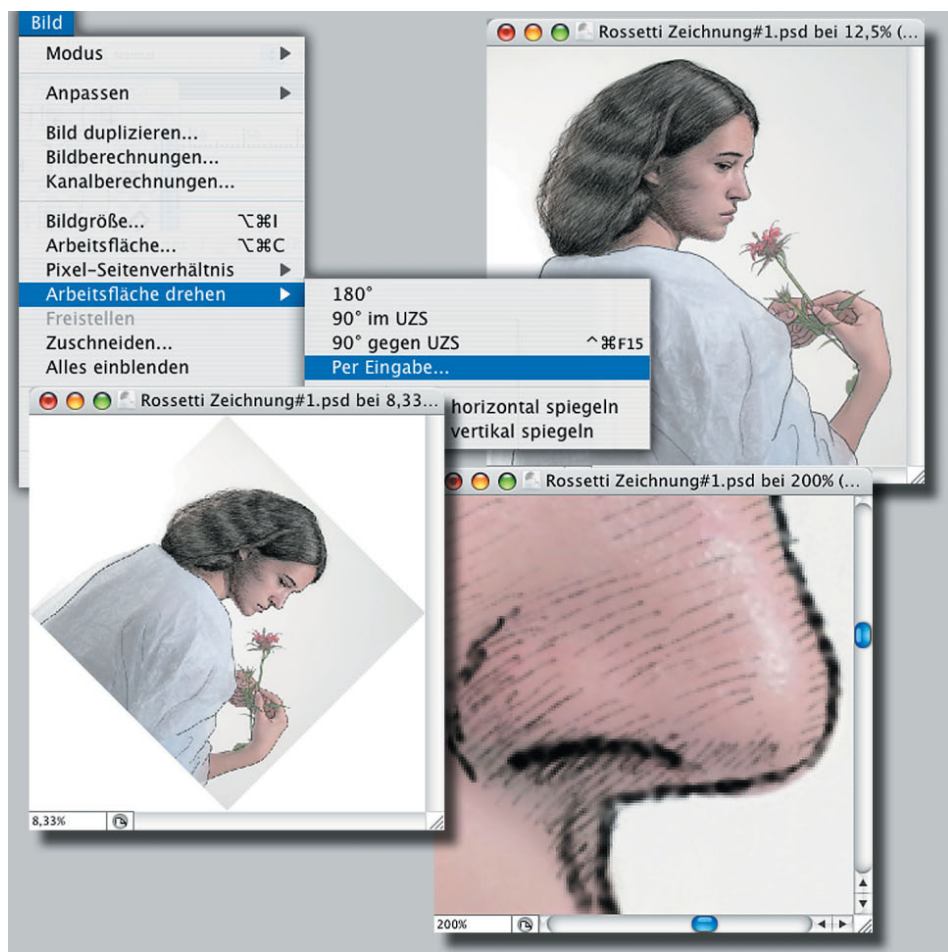 Bild
Modus
Anpassen
Bild duplizieren...
Bildberechnungen...
Kanalberechnungen...
Bildgröße... ⌥⌘I
Arbeitsfläche... ⌥⌘C
Pixel-Seitenverhältnis
Arbeitsfläche drehen
Freistellen
Zuschneiden...
Alles einblenden
180°
90° im UZS
90° gegen UZS ^⌘F15
Per Eingabe...
horizontal spiegeln
vertikal spiegeln
Rossetti Zeichnung#1.psd bei 12,5% (...
Rossetti Zeichnung#1.psd bei 8,33...
8,33%
Rossetti Zeichnung#1.psd bei 200% (...
200%